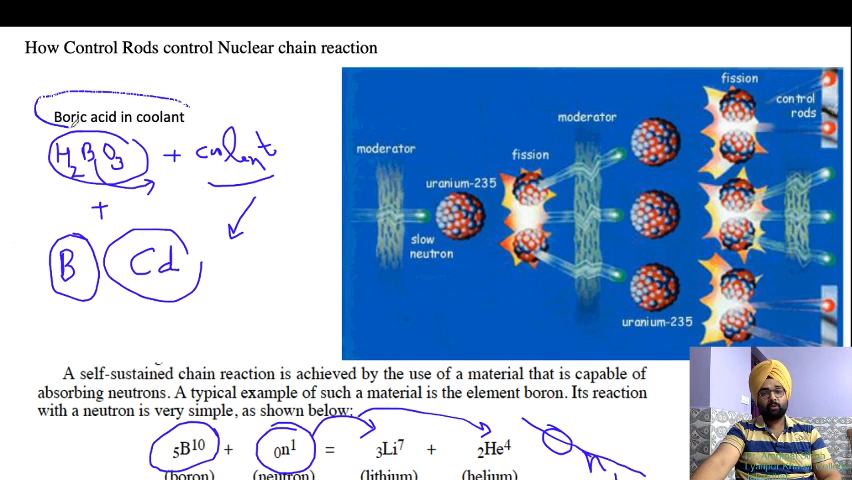 How Control Rods control Nuclear chain reaction
Boric acid in coolant
H2BO3 + coolent
+
B Cd
fission
control
rods
moderator
moderator
fission
uranium-235
slow
neutron
uranium-235
A self-sustained chain reaction is achieved by the use of a material that is capable of
absorbing neutrons. A typical example of such a material is the element boron. Its reaction
with a neutron is very simple, as shown below:
5B10 + 0n1 = 3Li7 + 2He4
n
(boron) (neutron) (lithium) (helium)